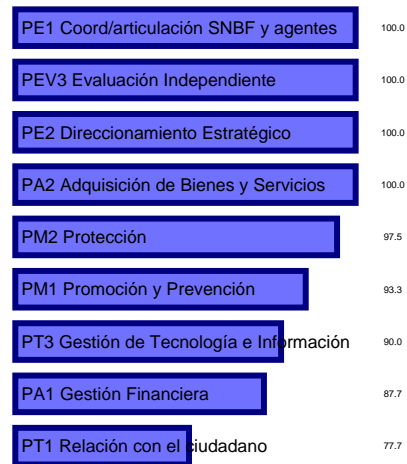 PE1 Coord/articulación SNBF y agentes 100.0
PEV3 Evaluación Independiente 100.0
PE2 Direccionamiento Estratégico 100.0
PA2 Adquisición de Bienes y Servicios 100.0
PM2 Protección 97.5
PM1 Promoción y Prevención 93.3
PT3 Gestión de Tecnología e Información 90.0
PA1 Gestión Financiera 87.7
PT1 Relación con el ciudadano 77.7